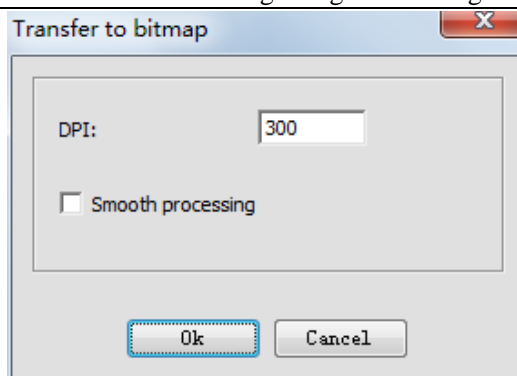 Transfer to bitmap
DPI:
300
Smooth processing
Ok
Cancel